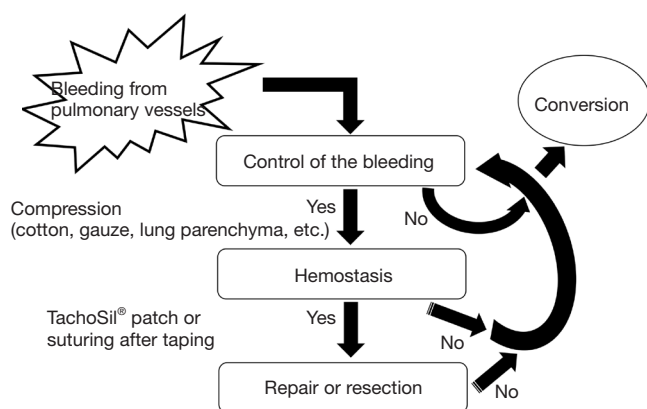 Bleeding from
pulmonary vessels
Conversion
Control of the bleeding
Compression
(cotton, gauze, lung parenchyma, etc.)
Yes
No
Hemostasis
TachoSil® patch or
suturing after taping
Yes
No
Repair or resection
No